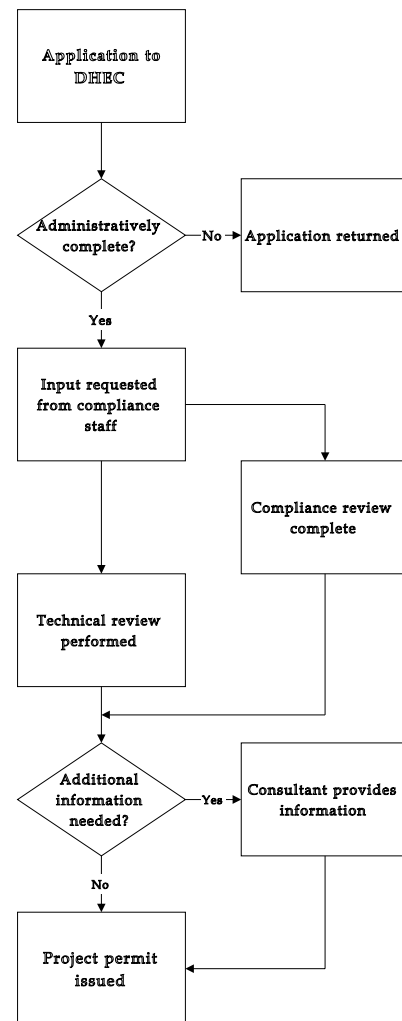 Application to
DHEC
Administratively
complete?
No
Application returned
Yes
Input requested
from compliance
staff
Compliance review
complete
Technical review
performed
Additional
information
needed?
Yes
Consultant provides
information
No
Project permit
issued